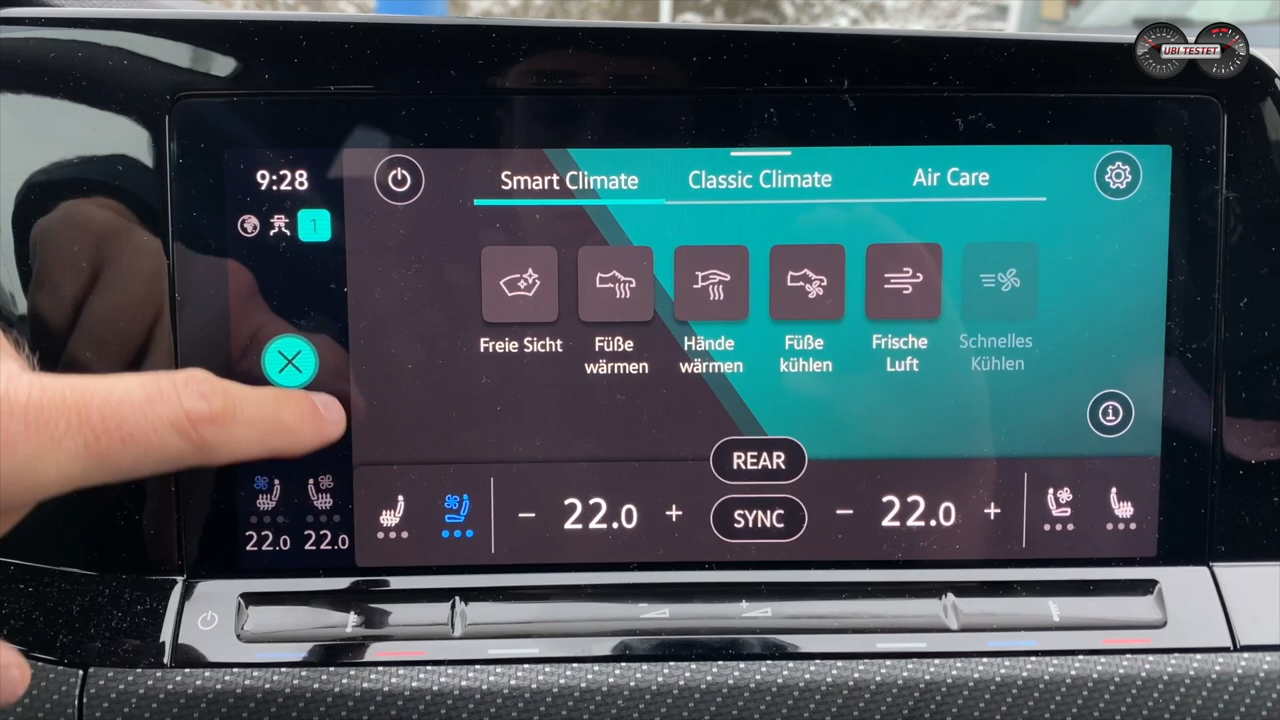 UBI TESTET
9:28
Smart Climate
Classic Climate
Air Care
1
Freie Sicht
Füße
wärmen
Hände
wärmen
Füße
kühlen
Frische
Luft
Schnelles
Kühlen
i
REAR
22.0
22.0
− 22.0 +
SYNC
− 22.0 +